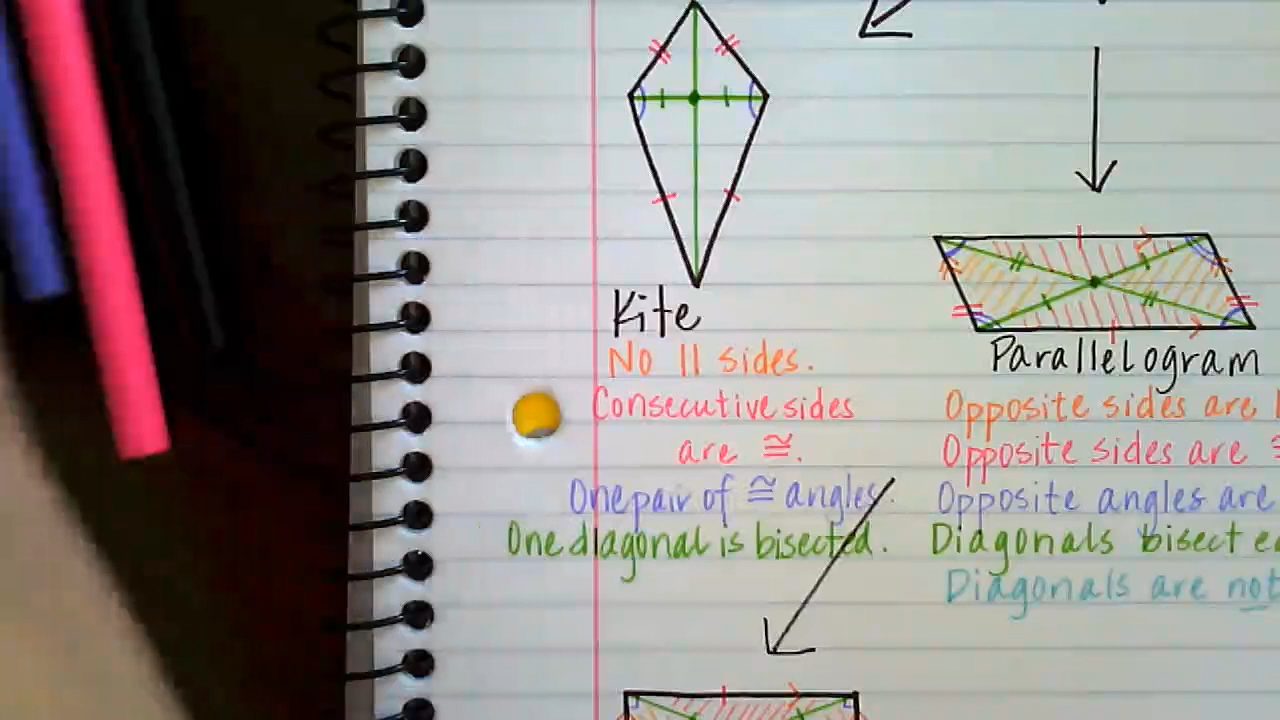 Kite
No || sides.
Consecutive sides
are ≅.
One pair of ≅ angles.
One diagonal is bisected.
Parallelogram
Opposite sides are
Opposite sides are ≅
Opposite angles are
Diagonals bisect
Diagonals are not